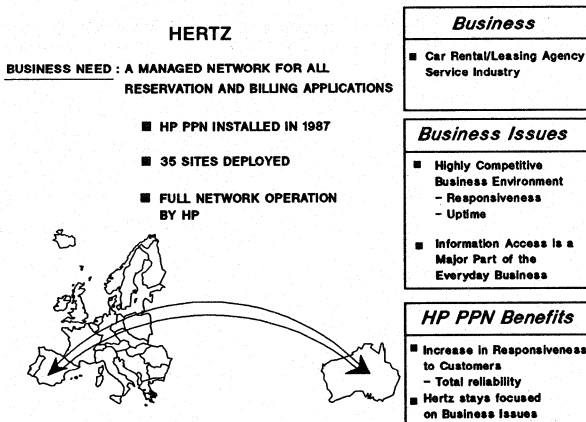 HERTZ
BUSINESS NEED : A MANAGED NETWORK FOR ALL
RESERVATION AND BILLING APPLICATIONS
■ HP PPN INSTALLED IN 1987
■ 35 SITES DEPLOYED
■ FULL NETWORK OPERATION
BY HP
Business
■ Car Rental/Leasing Agency
Service Industry
Business Issues
■ Highly Competitive
Business Environment
– Responsiveness
– Uptime
■ Information Access is a
Major Part of the
Everyday Business
HP PPN Benefits
■ Increase in Responsiveness
to Customers
– Total reliability
■ Hertz stays focused
on Business Issues